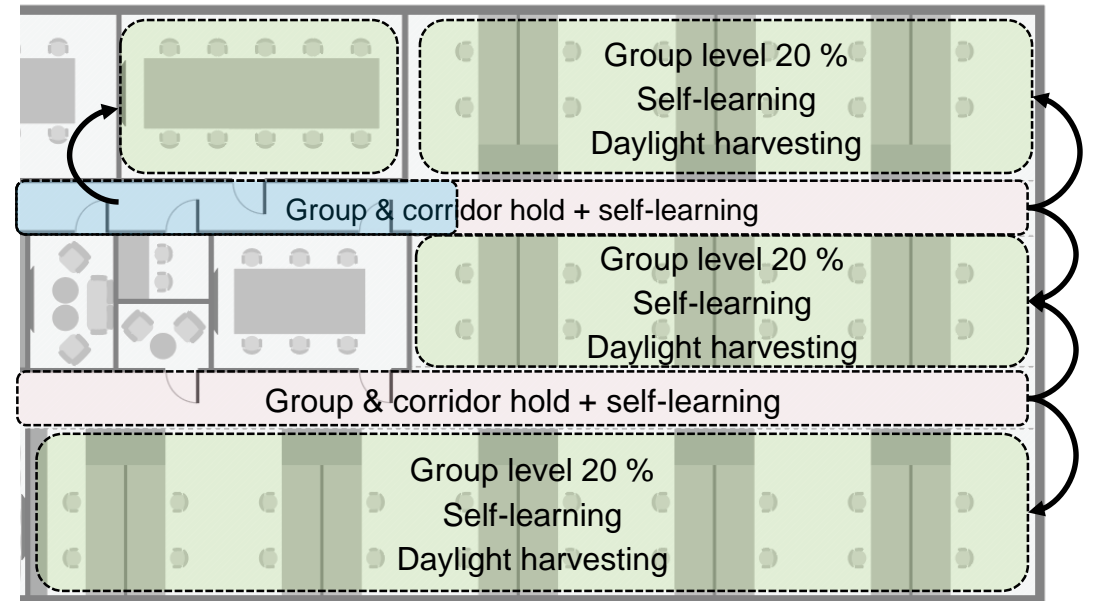 Group level 20 %
Self-learning
Daylight harvesting
Group & corridor hold + self-learning
Group level 20 %
Self-learning
Daylight harvesting
Group & corridor hold + self-learning
Group level 20 %
Self-learning
Daylight harvesting